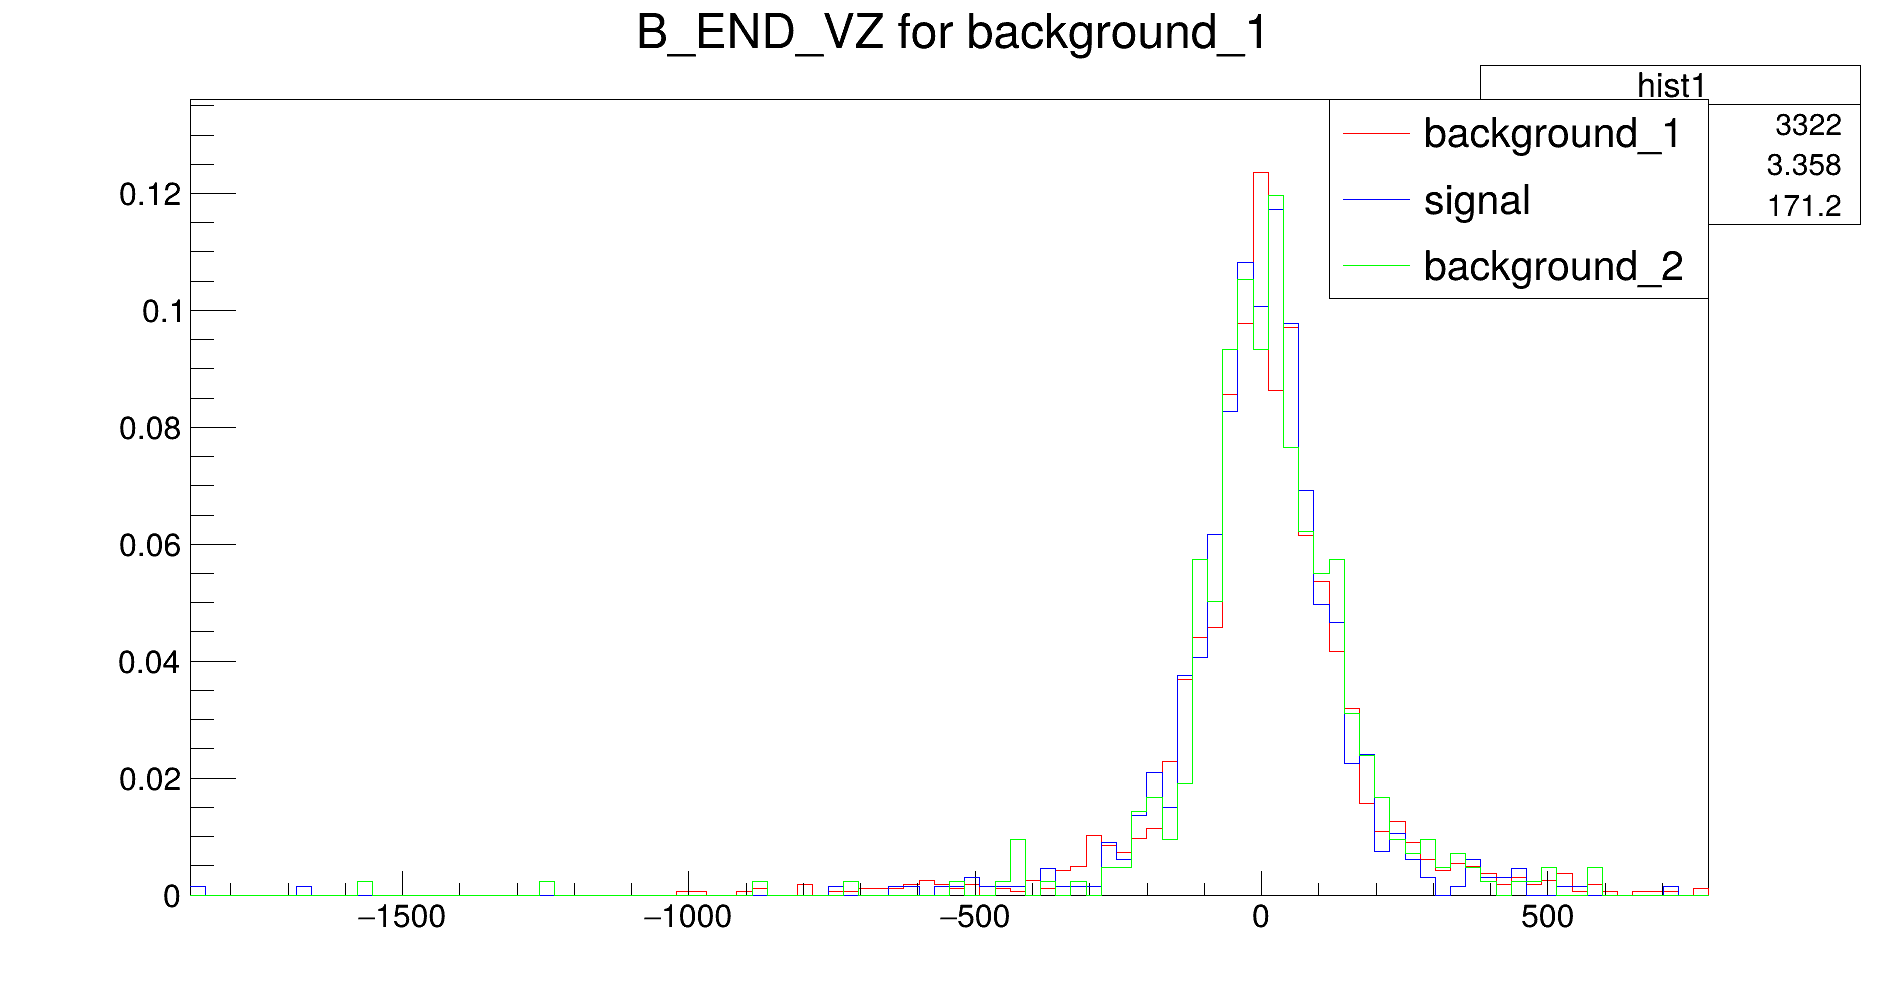 B_END_VZ for background_1
hist1
3322
3.358
171.2
background_1
signal
background_2
0.12
0.1
0.08
0.06
0.04
0.02
0
−1500 −1000 −500 0 500